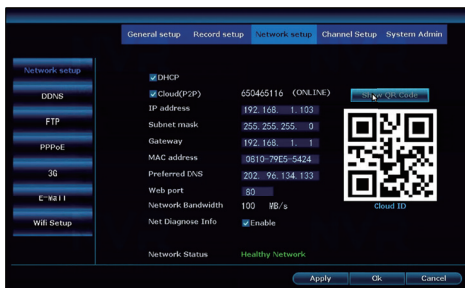 General setup Record setup Network setup Channel Setup System Admin
Network setup
DDNS
FTP
PPPoE
3G
E-Mail
Wifi Setup
DHCP
Cloud(P2P) 650465116 (ONLINE) Show QR Code
IP address 192.168. 1.103
Subnet mask 255.255.255. 0
Gateway 192.168. 1. 1
MAC address 0810-79E5-5424
Preferred DNS 202. 96.134.133
Web port 80
Network Bandwidth 100 MB/s
Net Diagnose Info Enable
Cloud ID
Network Status Healthy Network
Apply Ok Cancel